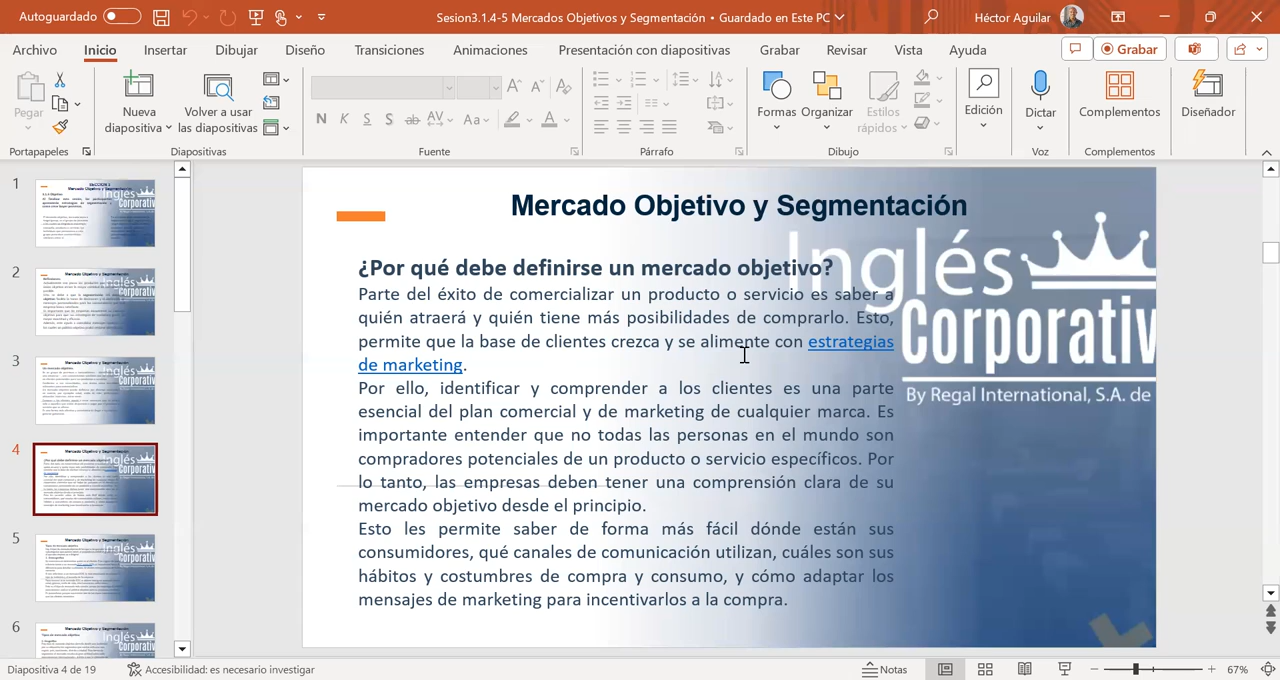 Autoguardado
Sesion3.1.4-5 Mercados Objetivos y Segmentación • Guardado en Este PC
Héctor Aguilar
Archivo Inicio Insertar Dibujar Diseño Transiciones Animaciones Presentación con diapositivas Grabar Revisar Vista Ayuda
Grabar
Pegar
Nueva diapositiva
Volver a usar las diapositivas
N K S S ab AV Aa A
Formas
Organizar
Estilos rápidos
Edición
Dictar
Complementos
Diseñador
Portapapeles
Diapositivas
Fuente
Párrafo
Dibujo
Voz
Complementos
1
2
3
4
5
6
Mercado Objetivo y Segmentación
¿Por qué debe definirse un mercado objetivo?
Parte del éxito de comercializar un producto o servicio es saber a
quién atraerá y quien tiene más posibilidades de comprarlo. Esto,
permite que la base de clientes crezca y se alimente con estrategias
de marketing.
Por ello, identificar y comprender a los clientes es una parte
esencial del plan comercial y de marketing de cualquier marca. Es
importante entender que no todas las personas en el mundo son
compradores potenciales de un producto o servicio específicos. Por
lo tanto, las empresas deben tener una comprensión clara de su
mercado objetivo desde el principio.
Esto les permite saber de forma más fácil dónde están sus
consumidores, qué canales de comunicación utilizan, cuáles son sus
hábitos y costumbres de compra y consumo, y cómo adaptar los
mensajes de marketing para incentivarlos a la compra.
Inglés
Corporativ
By Regal International, S.A. de
Diapositiva 4 de 19
Accesibilidad: es necesario investigar
Notas
67%